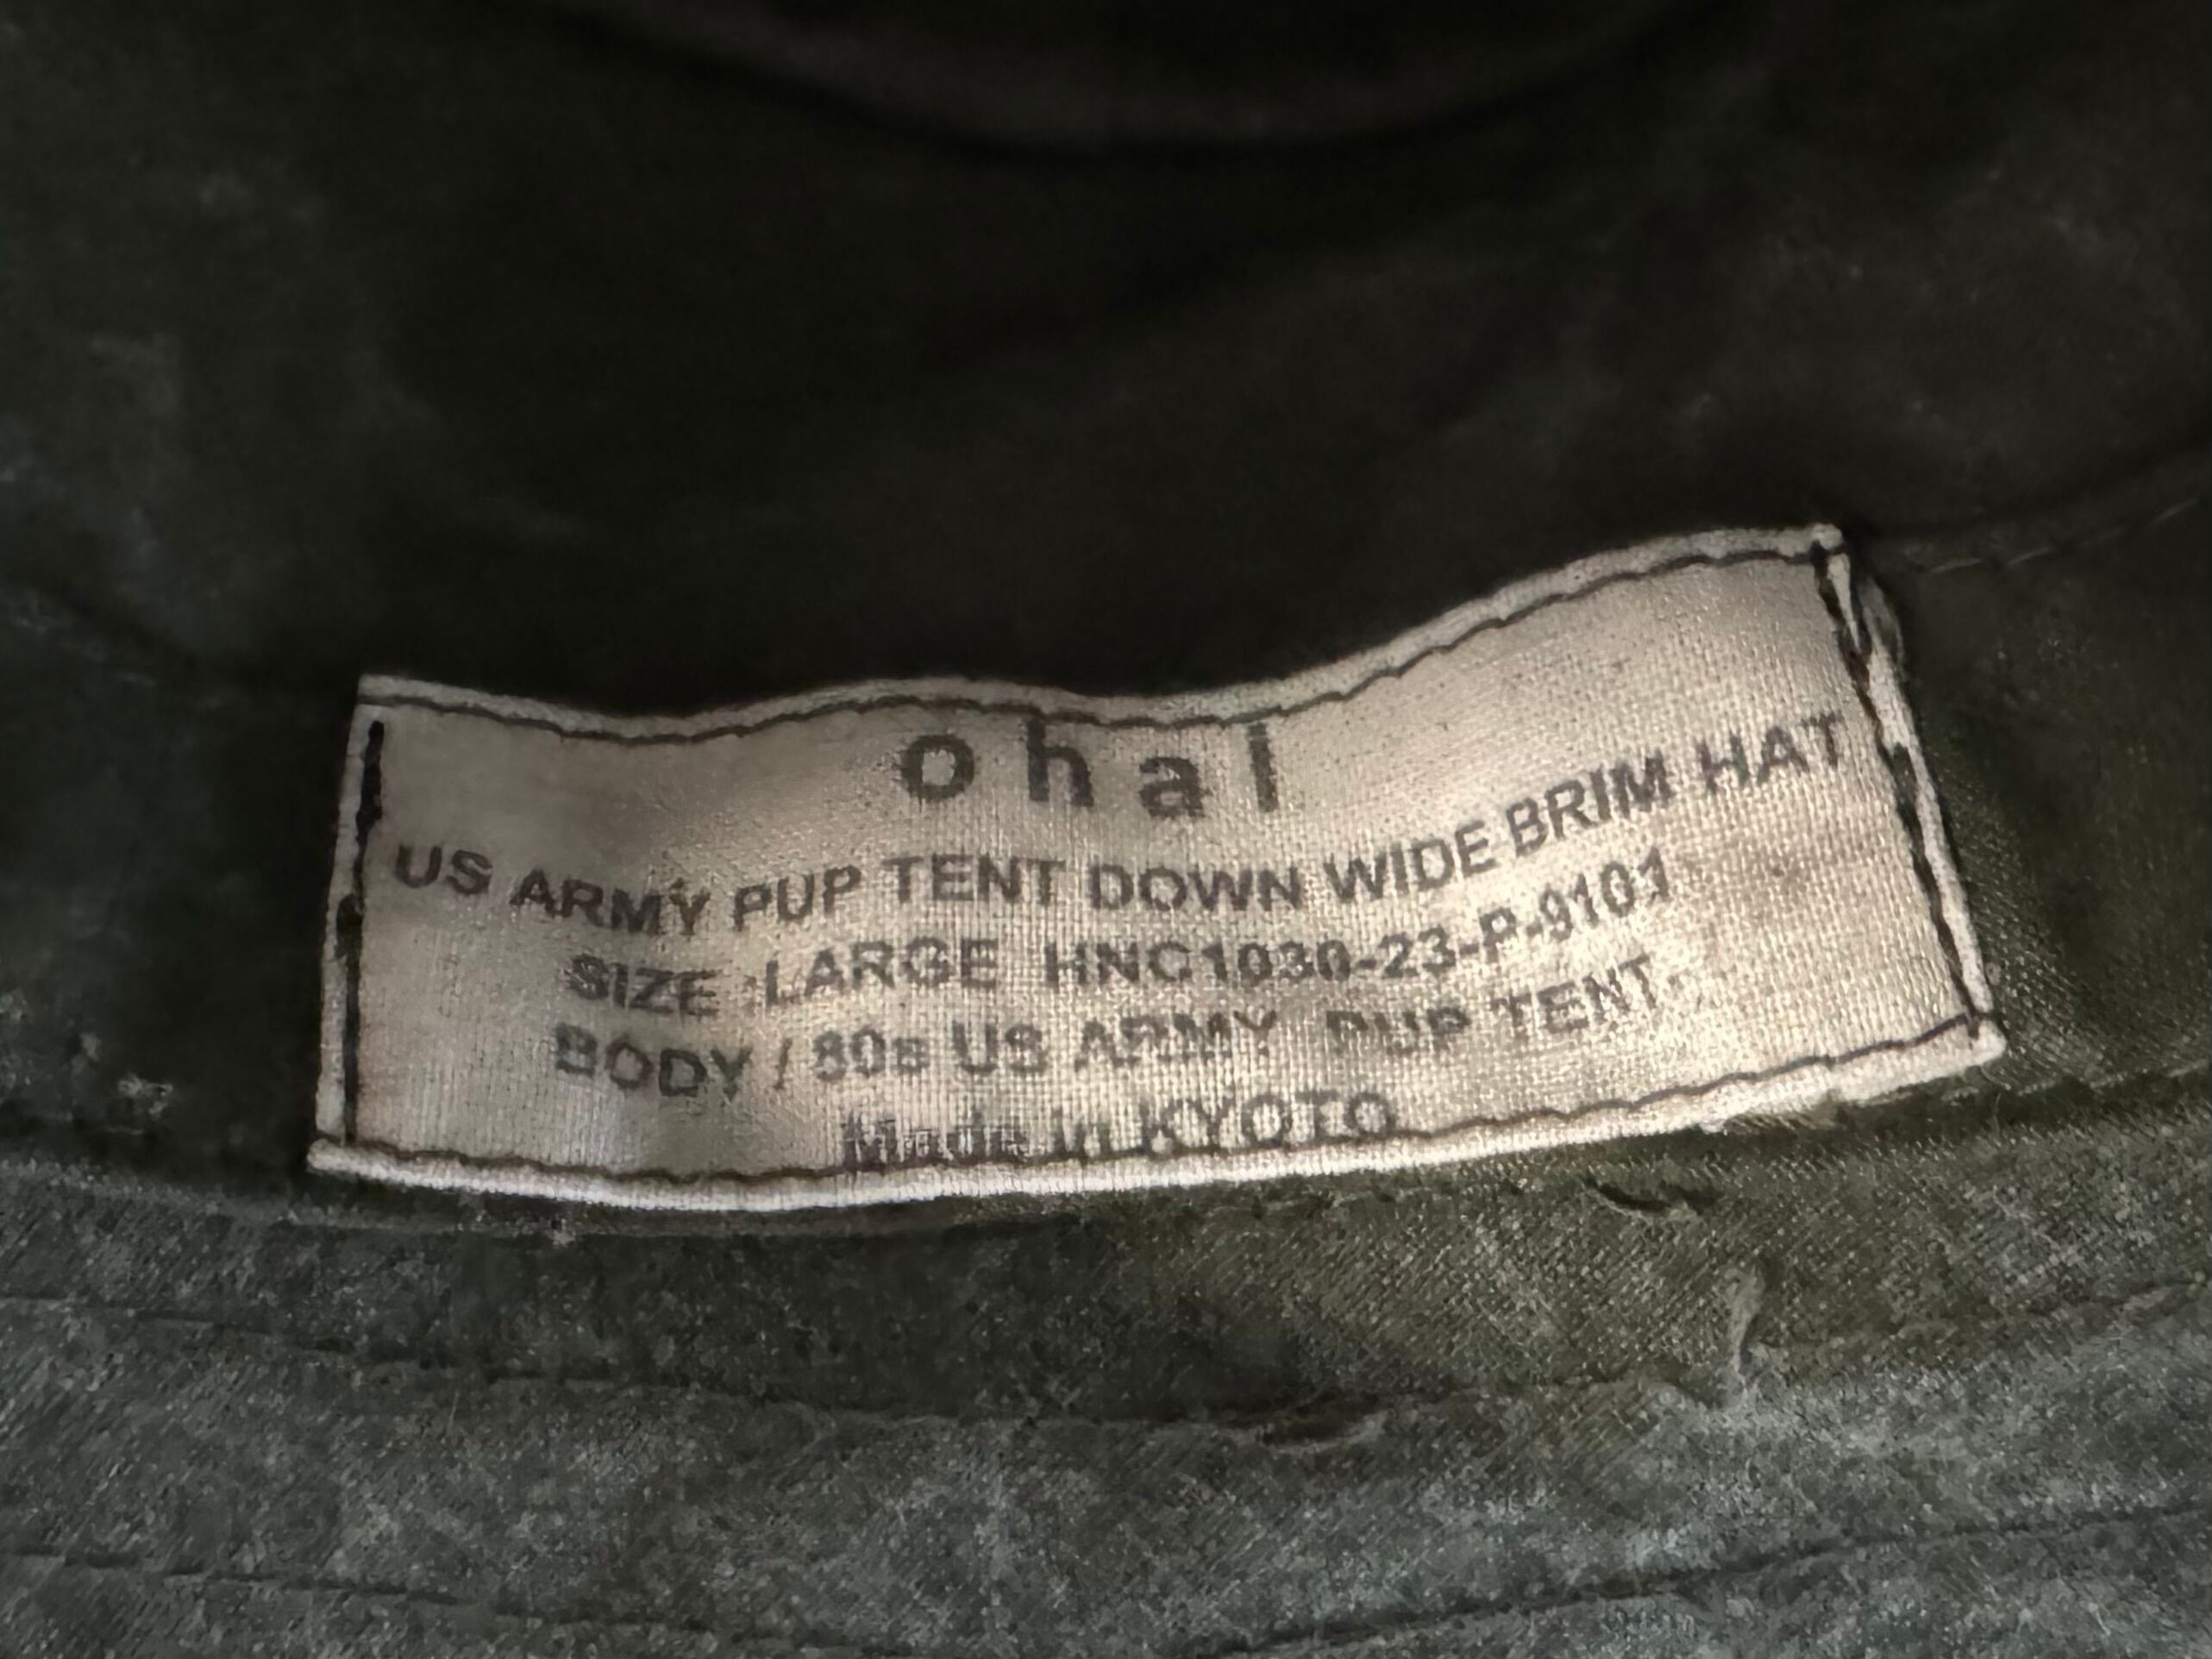 ohal
US ARMY PUP TENT DOWN WIDE BRIM HAT
SIZE :LARGE HNC1030-23-P-9101
BODY / 80s US ARMY PUP TENT.
Made in KYOTO